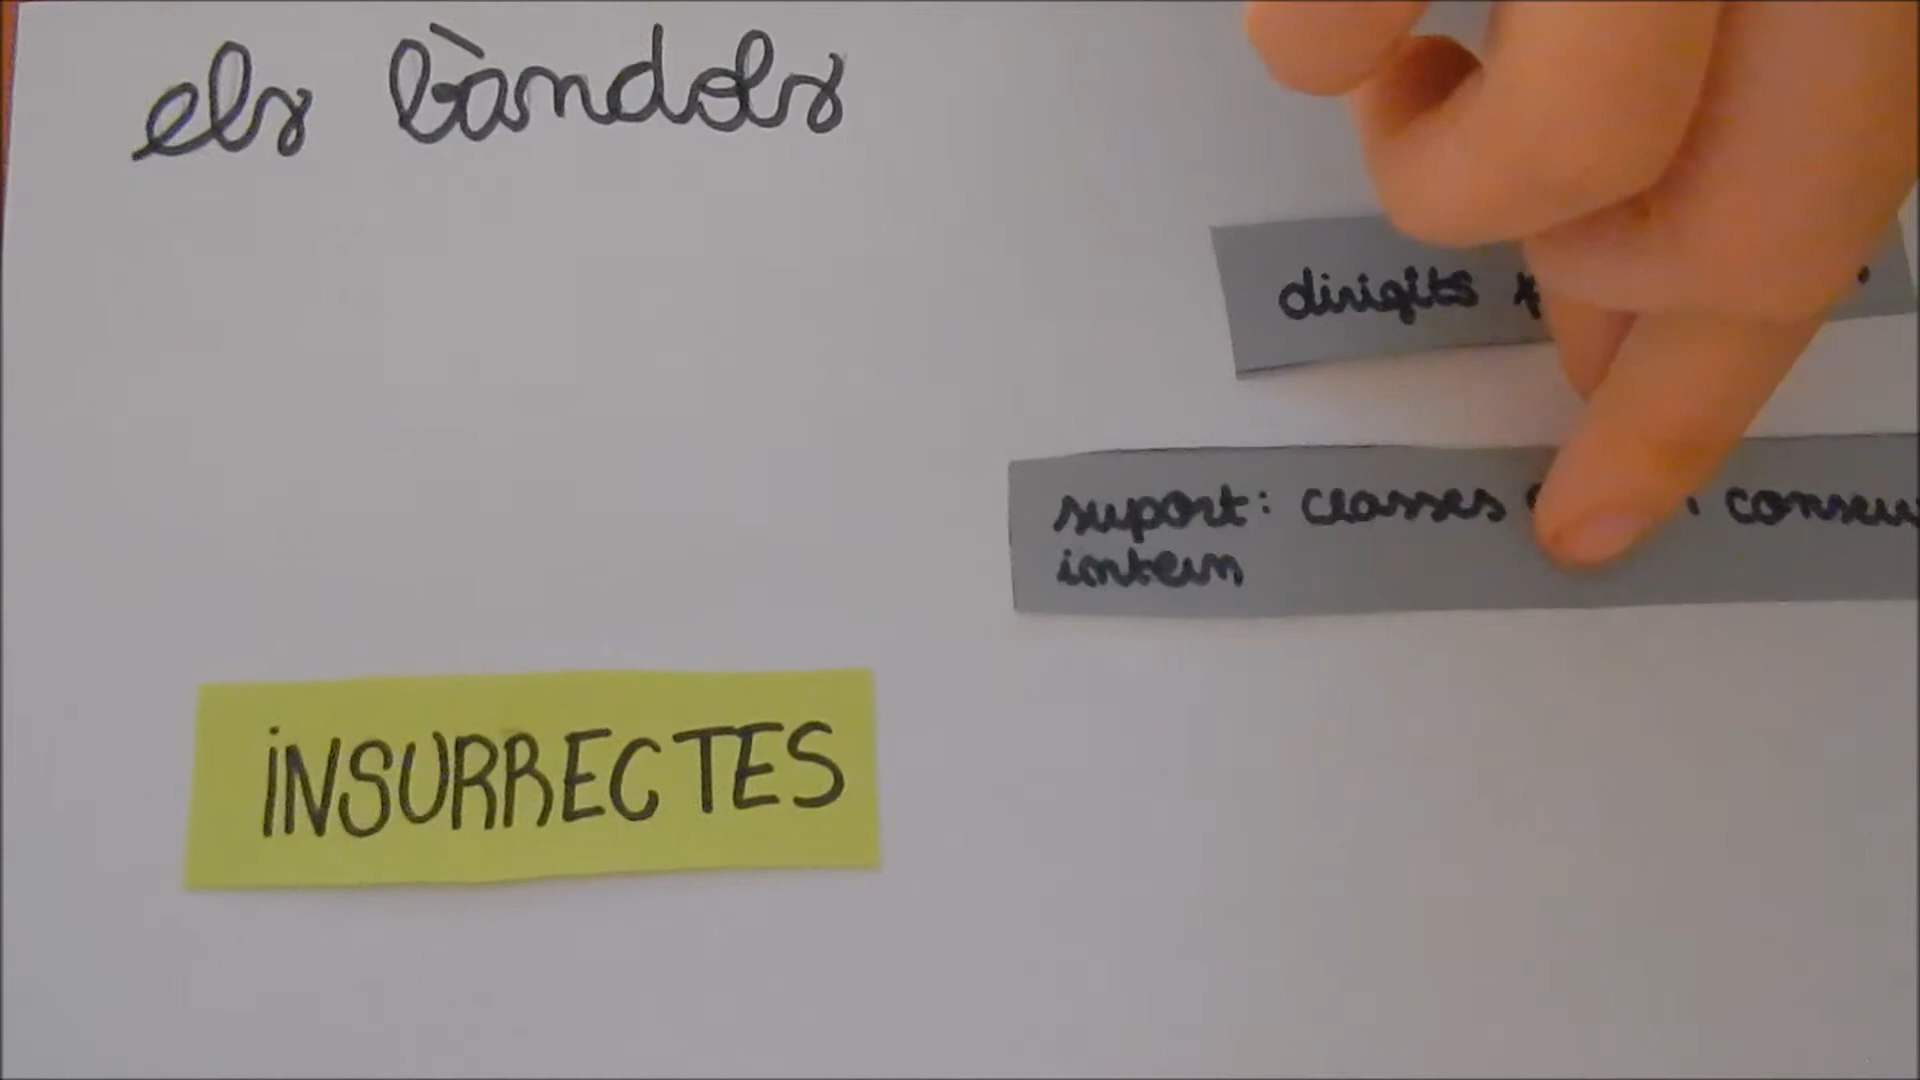 els bàndols
dirigits
suport: classes
intern
INSURRECTES